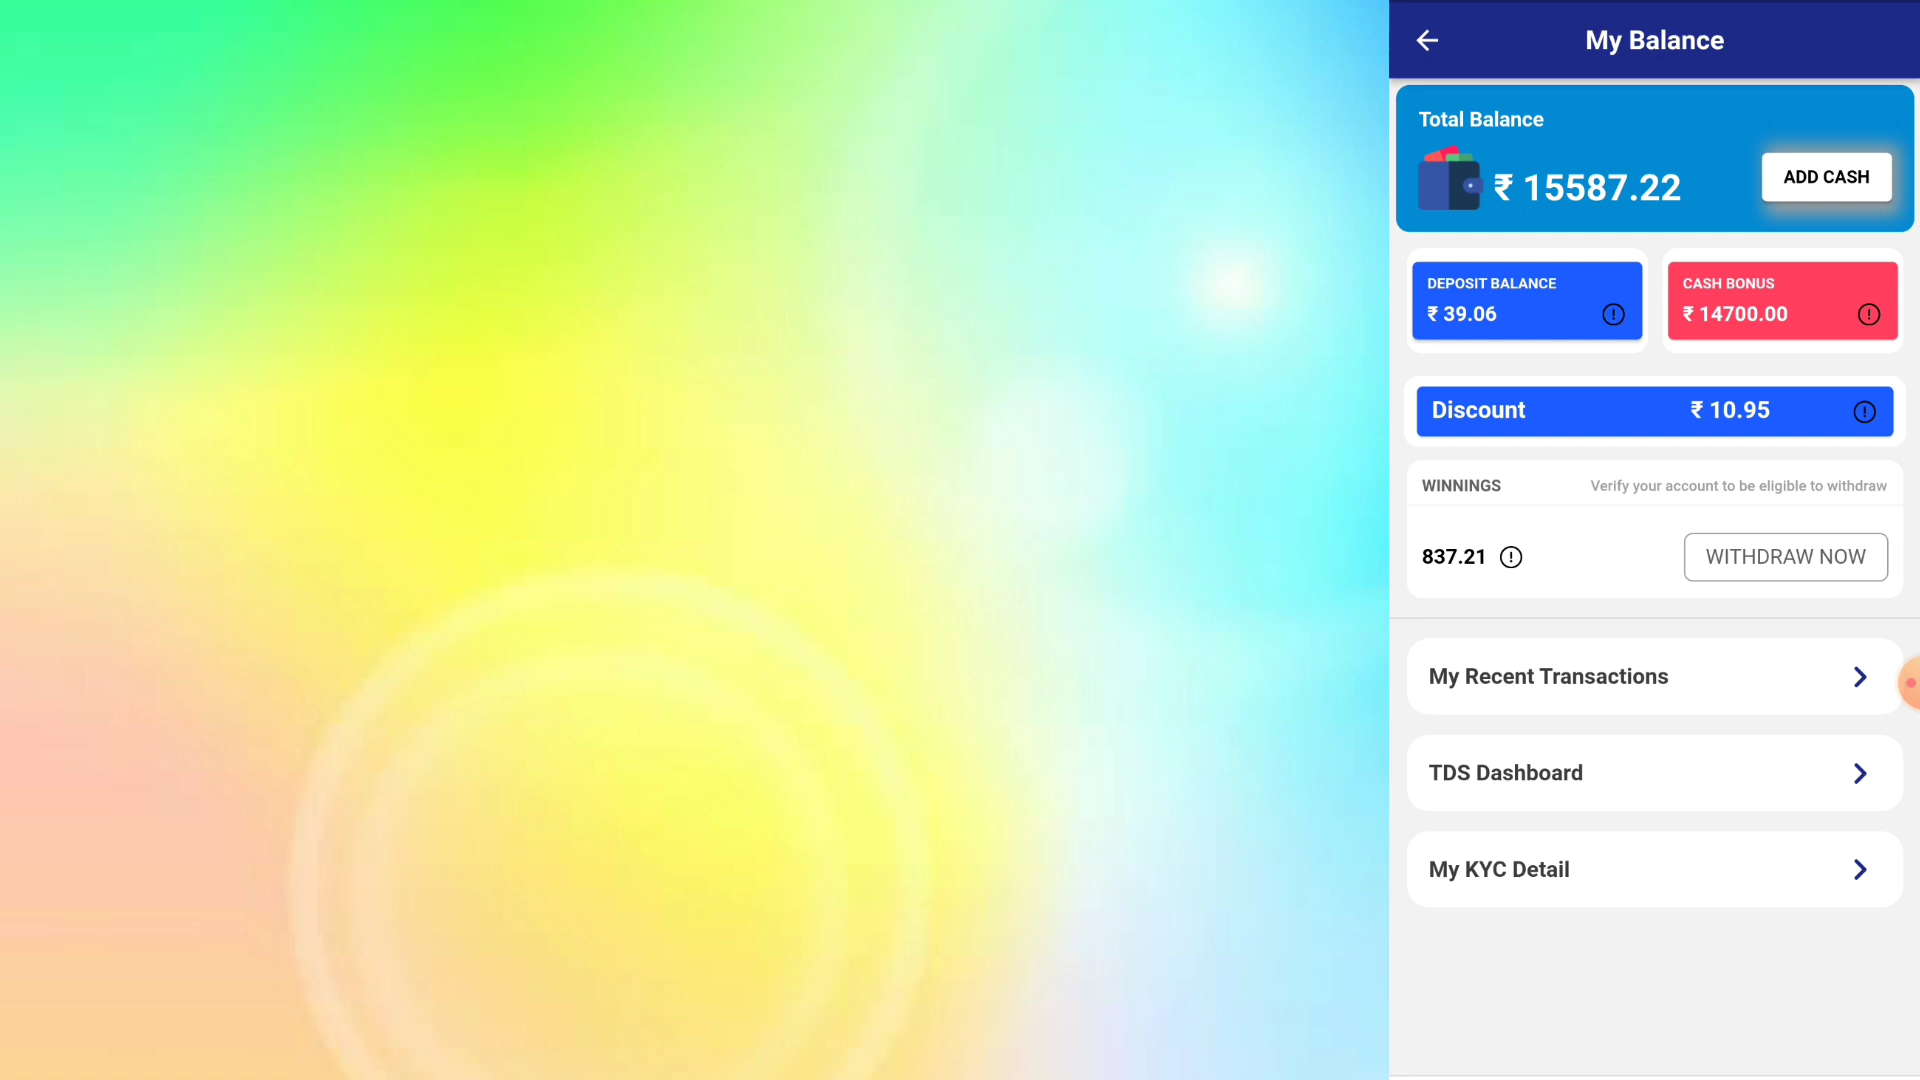 My Balance
Total Balance
₹ 15587.22
ADD CASH
DEPOSIT BALANCE
₹ 39.06
CASH BONUS
₹ 14700.00
Discount ₹ 10.95
WINNINGS Verify your account to be eligible to withdraw
837.21 WITHDRAW NOW
My Recent Transactions
TDS Dashboard
My KYC Detail